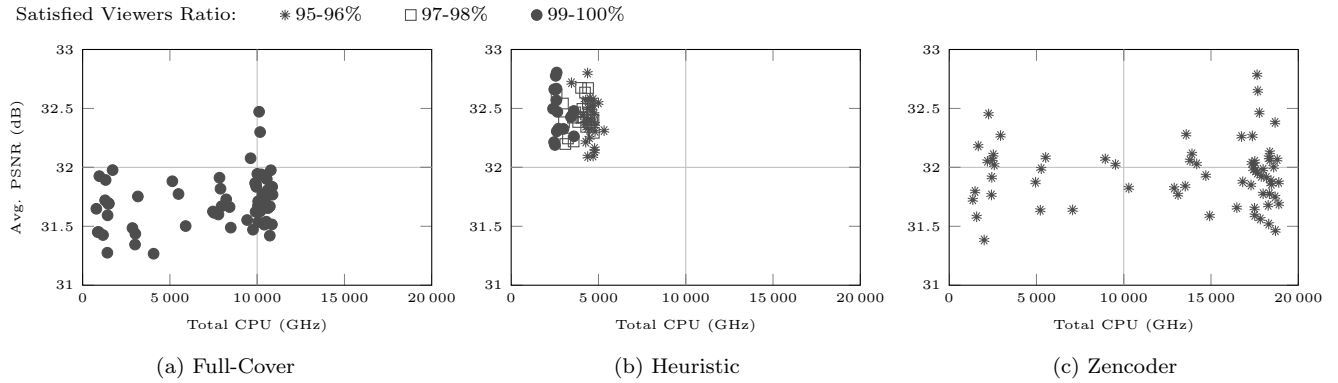 Satisfied Viewers Ratio: 95-96% 97-98% 99-100%
33
32.5
32
31.5
31
Avg. PSNR (dB)
0 5 000 10 000 15 000 20 000
Total CPU (GHz)
(a) Full-Cover
33
32.5
32
31.5
31
0 5 000 10 000 15 000 20 000
Total CPU (GHz)
(b) Heuristic
33
32.5
32
31.5
31
0 5 000 10 000 15 000 20 000
Total CPU (GHz)
(c) Zencoder